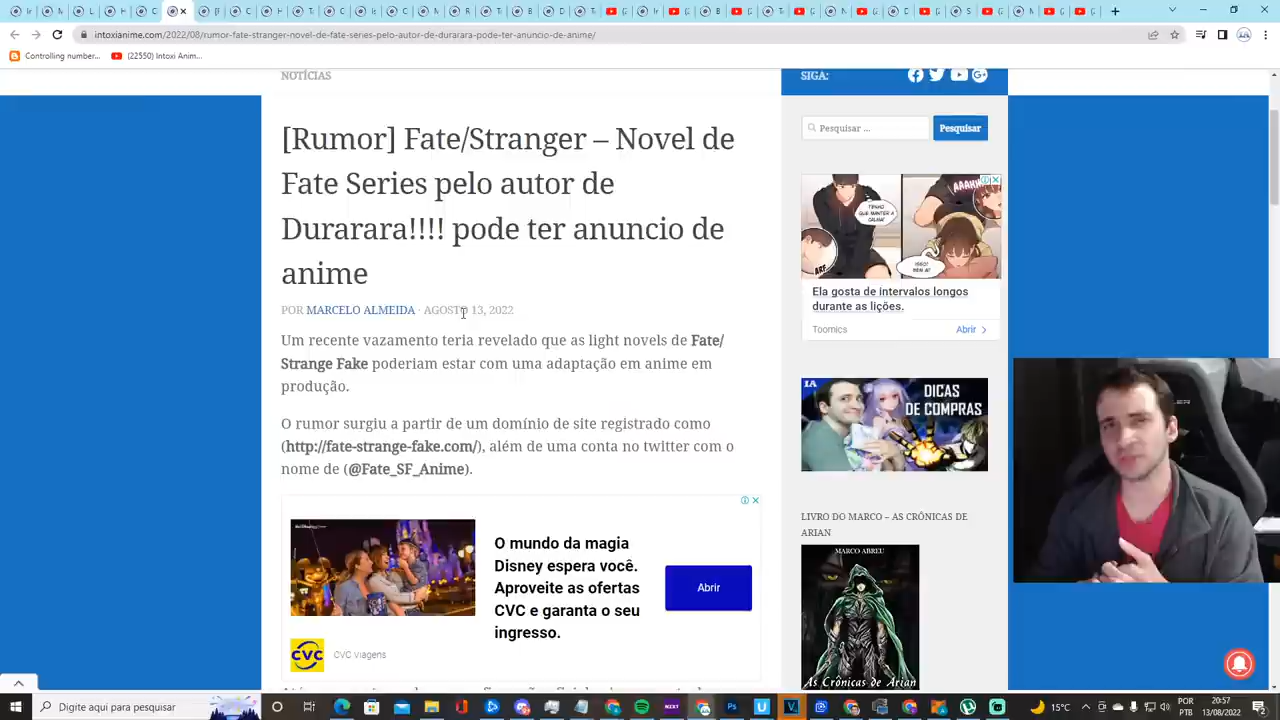 intoxianime.com/2022/08/rumor-fate-stranger-novel-de-fate-series-pelo-autor-de-durarara-pode-ter-anuncio-de-anime/
Controlling number...
(22550) Intoxi Anim...
NOTÍCIAS
SIGA:
[Rumor] Fate/Stranger – Novel de
Fate Series pelo autor de
Durarara!!!! pode ter anuncio de
anime
POR MARCELO ALMEIDA · AGOSTO 13, 2022
Um recente vazamento teria revelado que as light novels de Fate/
Strange Fake poderiam estar com uma adaptação em anime em
produção.
O rumor surgiu a partir de um domínio de site registrado como
(http://fate-strange-fake.com/), além de uma conta no twitter com o
nome de (@Fate_SF_Anime).
O mundo da magia
Disney espera você.
Aproveite as ofertas
CVC e garanta o seu
ingresso.
Abrir
CVC
CVC Viagens
Pesquisar ...
Pesquisar
TINHO
QUE MANTER A
CALMA!
ARF
Ela gosta de intervalos longos
durante as lições.
Toomics
Abrir
IA
DICAS
DE COMPRAS
LIVRO DO MARCO – AS CRÔNICAS DE
ARIAN
MARCO ABREU
As Crônicas de Arian
Digite aqui para pesquisar
NEXT
Ps
U
V
15°C
POR
PTB
20:57
13/08/2022